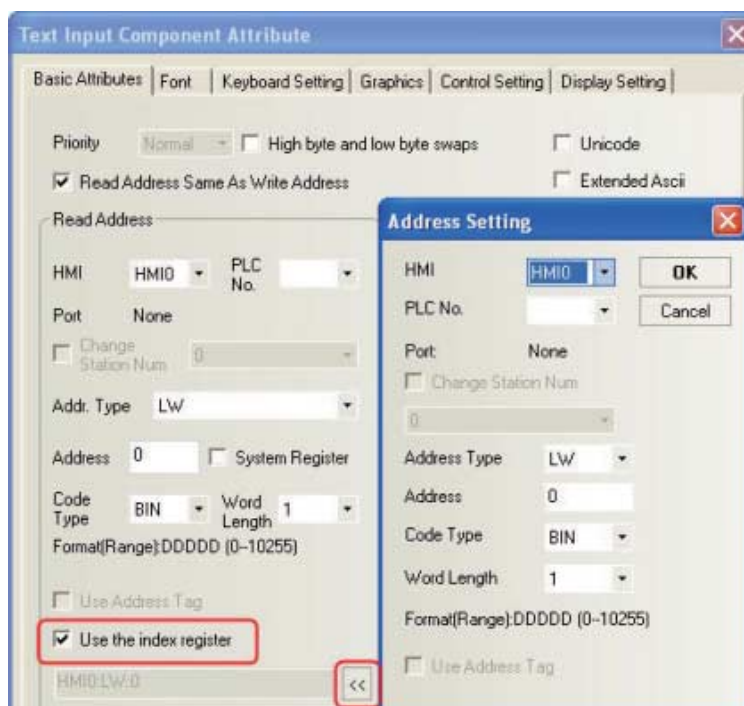 Text Input Component Attribute
Basic Attributes Font Keyboard Setting Graphics Control Setting Display Setting
Priority Normal High byte and low byte swaps Unicode
Read Address Same As Write Address Extended Ascii
Read Address
HMI HMI0 PLC No.
Port None
Change Station Num 0
Addr. Type LW
Address 0 System Register
Code Type BIN Word Length 1
Format(Range):DDDDD (0~10255)
Use Address Tag
Use the index register
HMI0:LW:0 <<
Address Setting
HMI HMI0 OK
PLC No. Cancel
Port: None
Change Station Num
0
Address Type LW
Address 0
Code Type BIN
Word Length 1
Format(Range):DDDDD (0~10255)
Use Address Tag